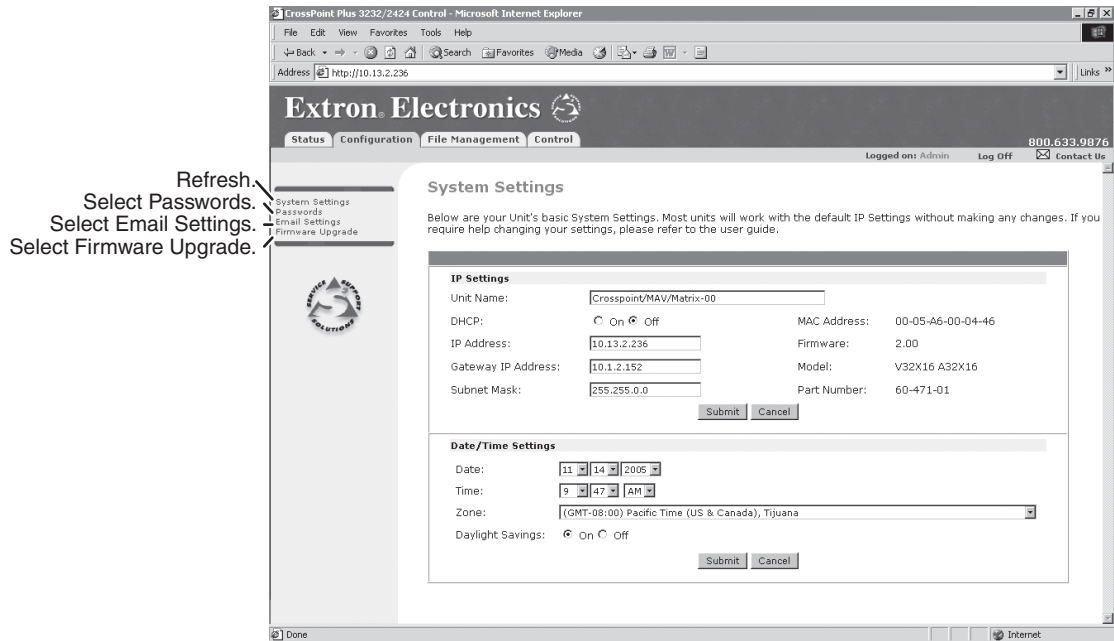 CrossPoint Plus 3232/2424 Control - Microsoft Internet Explorer
File Edit View Favorites Tools Help
Back Search Favorites Media
Address http://10.13.2.236 Links »
Extron® Electronics
Status Configuration File Management Control
800.633.9876
Logged on: Admin Log Off Contact Us
Refresh.
Select Passwords.
Select Email Settings.
Select Firmware Upgrade.
System Settings
Passwords
Email Settings
Firmware Upgrade
SERVICE SUPPORT SOLUTIONS
System Settings
Below are your Unit's basic System Settings. Most units will work with the default IP Settings without making any changes. If you
require help changing your settings, please refer to the user guide.
IP Settings
Unit Name: Crosspoint/MAV/Matrix-00
DHCP: On Off MAC Address: 00-05-A6-00-04-46
IP Address: 10.13.2.236 Firmware: 2.00
Gateway IP Address: 10.1.2.152 Model: V32X16 A32X16
Subnet Mask: 255.255.0.0 Part Number: 60-471-01
Submit Cancel
Date/Time Settings
Date: 11 14 2005
Time: 9 47 AM
Zone: (GMT-08:00) Pacific Time (US & Canada), Tijuana
Daylight Savings: On Off
Submit Cancel
Done Internet